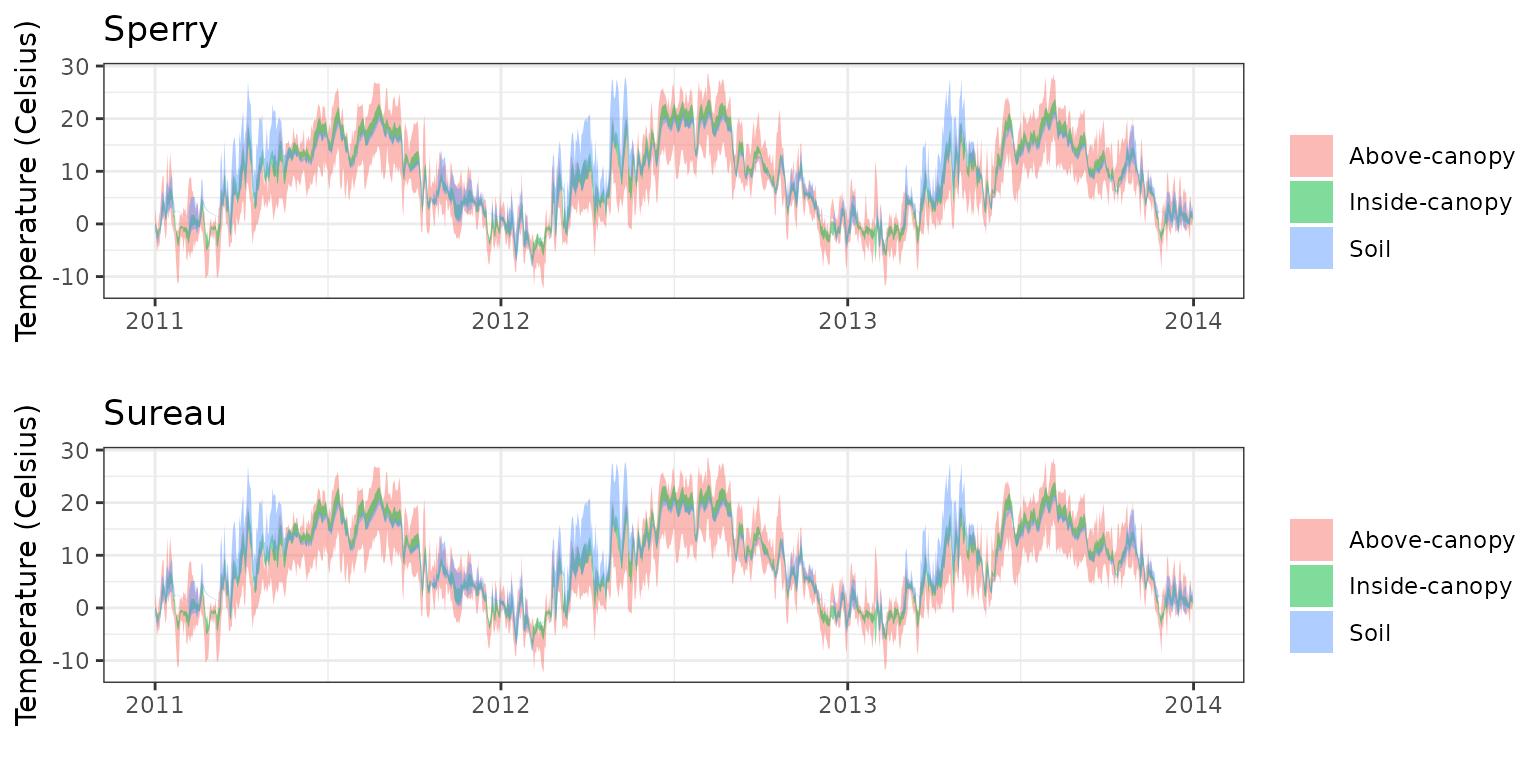 Sperry
Temperature (Celsius)
30
20
10
0
-10
2011 2012 2013 2014
Above-canopy
Inside-canopy
Soil
Sureau
Temperature (Celsius)
30
20
10
0
-10
2011 2012 2013 2014
Above-canopy
Inside-canopy
Soil